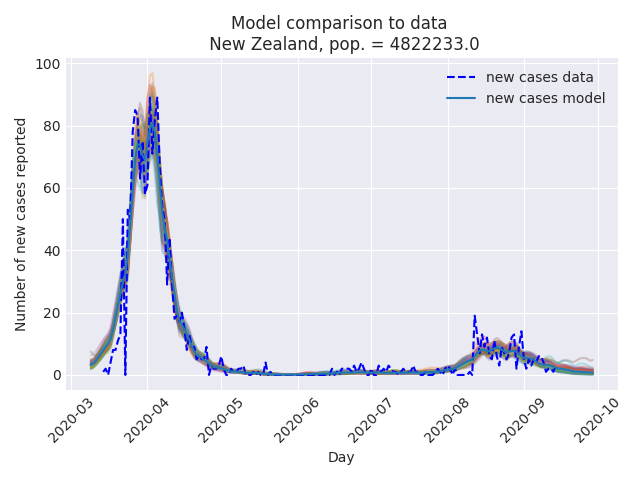 Model comparison to data
New Zealand, pop. = 4822233.0
new cases data
new cases model
Number of new cases reported
100
80
60
40
20
0
2020-03
2020-04
2020-05
2020-06
2020-07
2020-08
2020-09
2020-10
Day